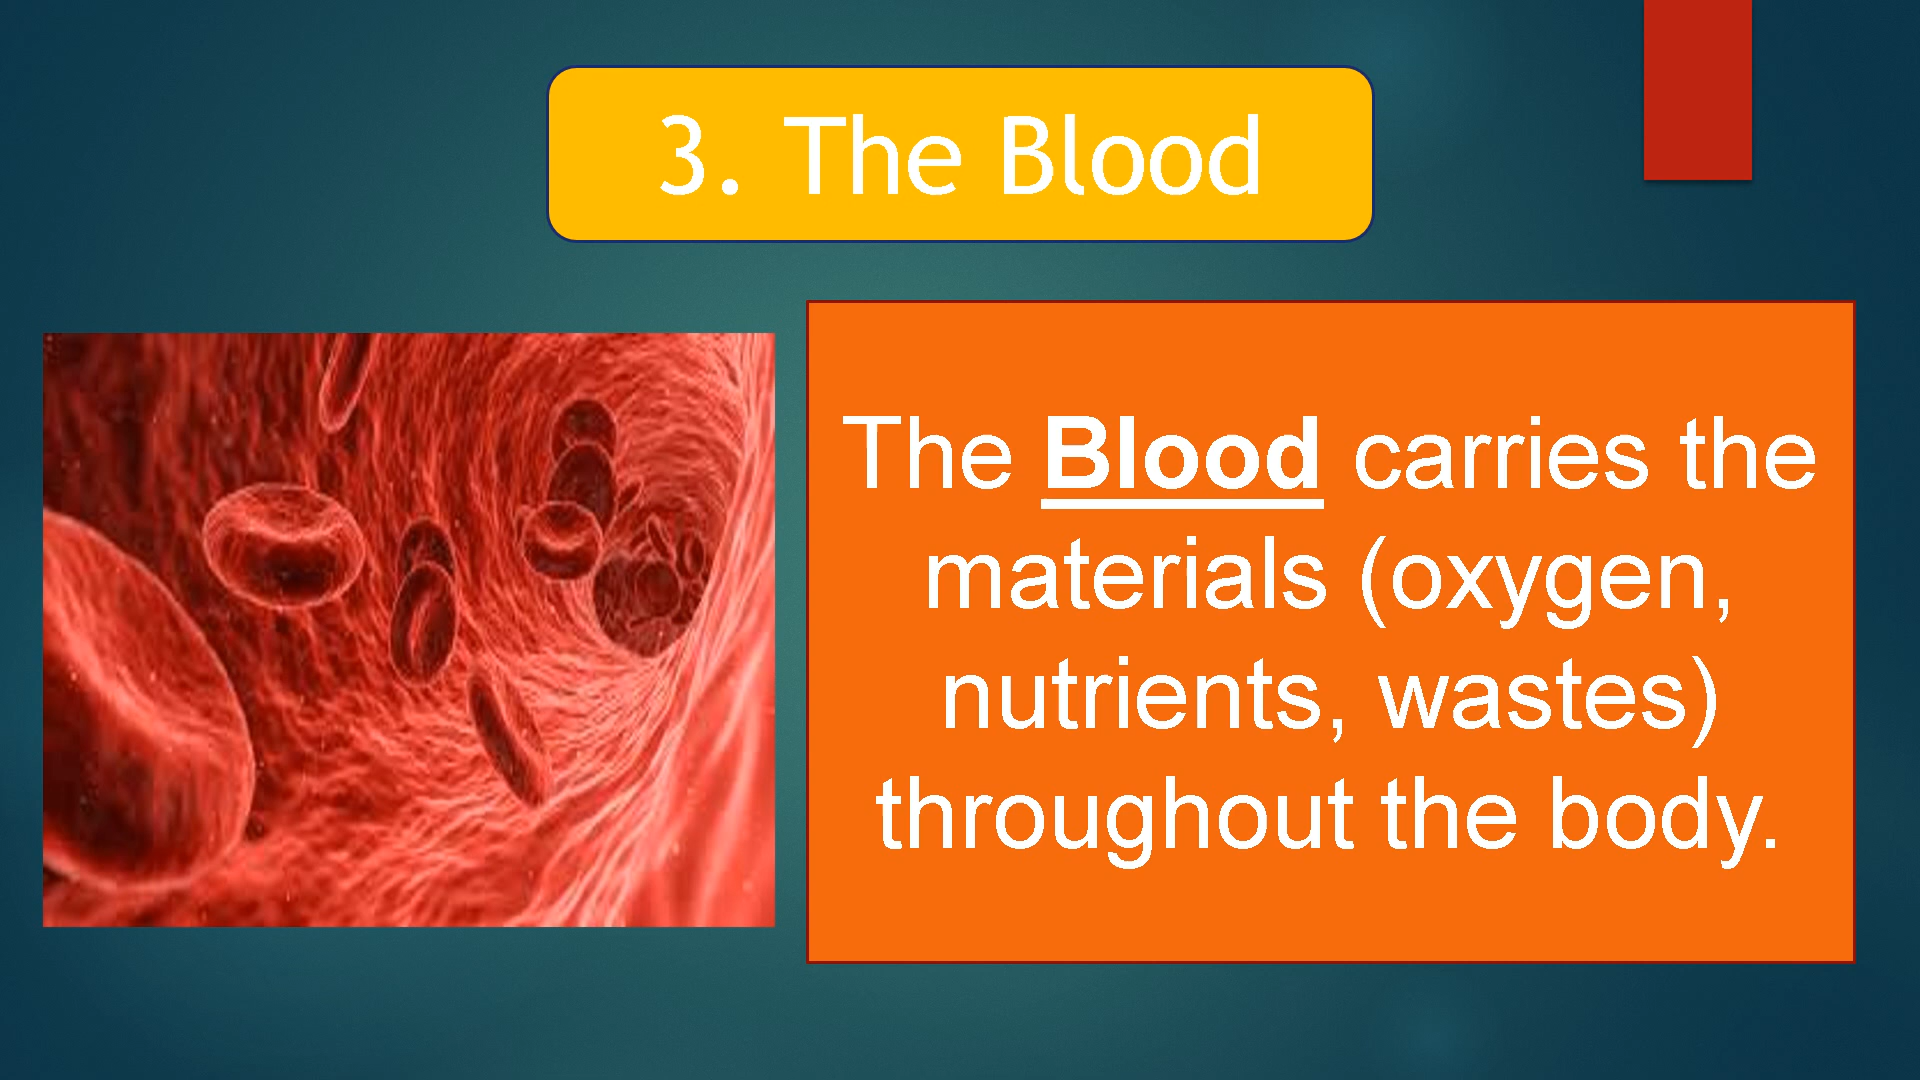 3. The Blood
The Blood carries the
materials (oxygen,
nutrients, wastes)
throughout the body.